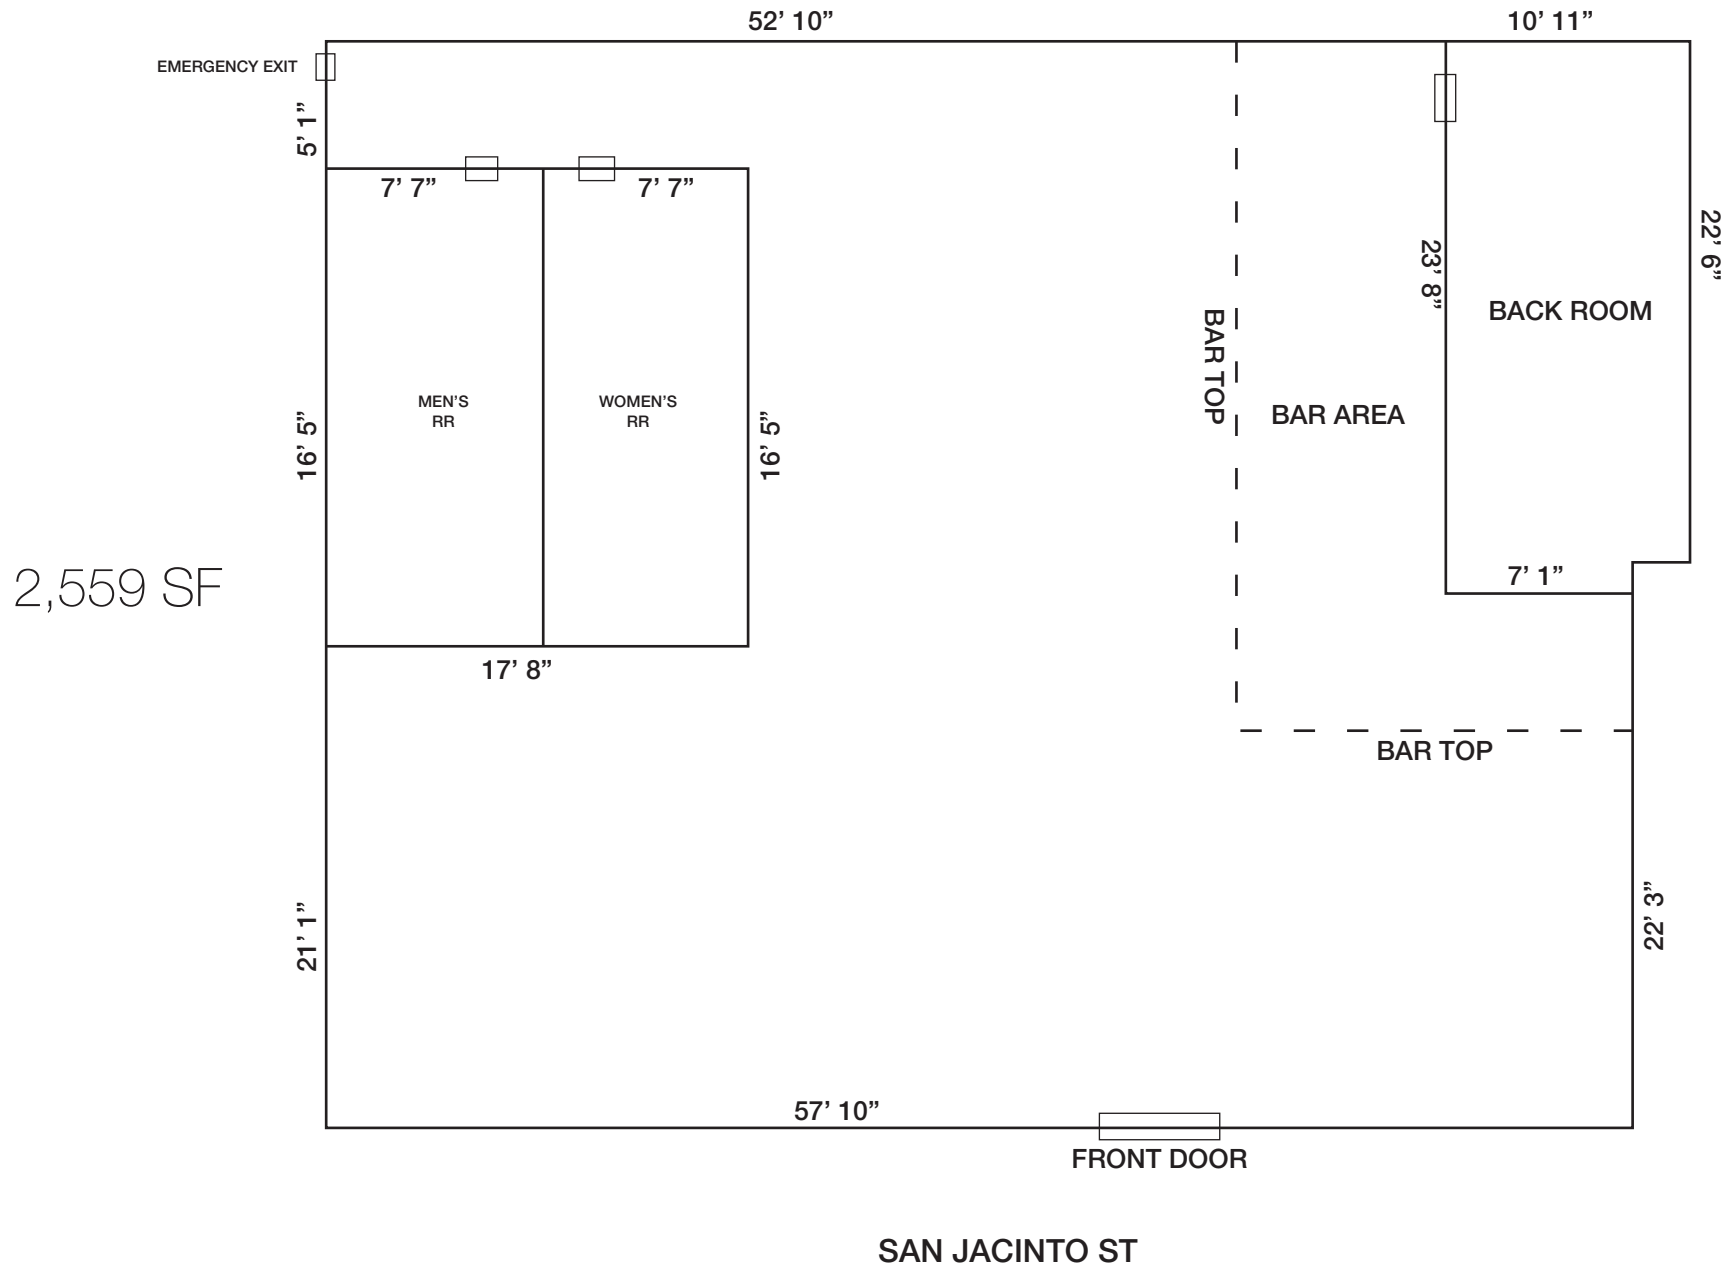 52’ 10”
10’ 11”
EMERGENCY EXIT
5’ 1”
7’ 7”
7’ 7”
22’ 6”
23’ 8”
BACK ROOM
BAR TOP
MEN’S
RR
WOMEN’S
RR
BAR AREA
16’ 5”
16’ 5”
2,559 SF
7’ 1”
17’ 8”
BAR TOP
21’ 1”
22’ 3”
57’ 10”
FRONT DOOR
SAN JACINTO ST